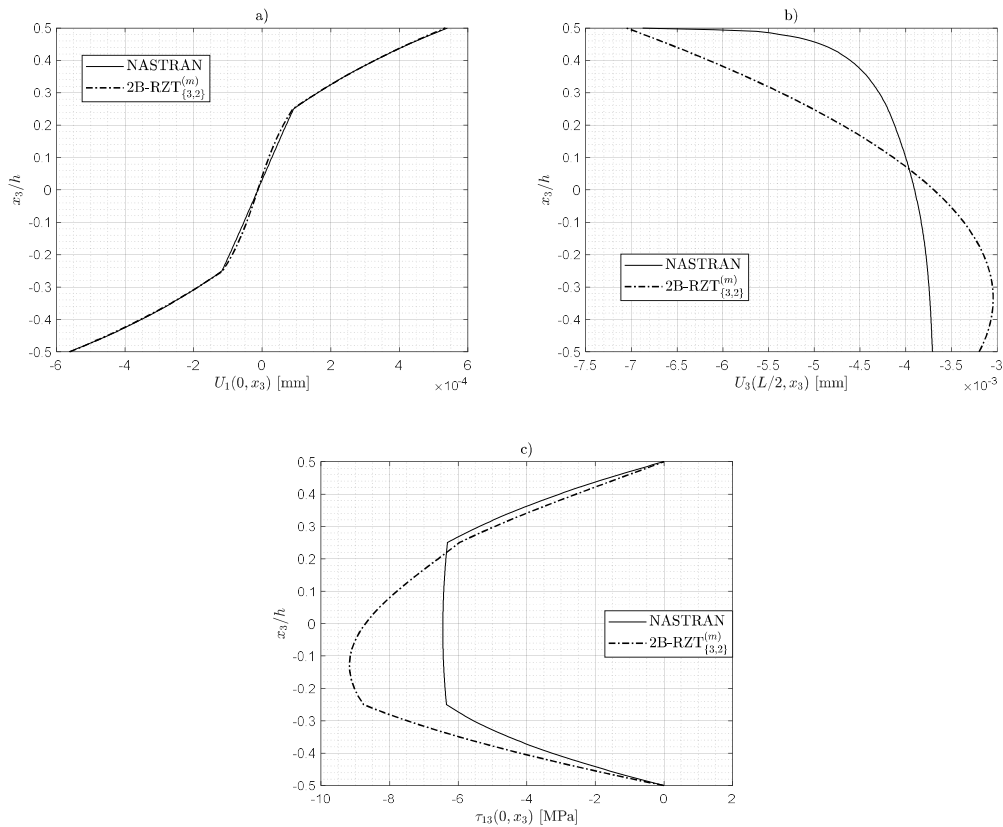 a)
0.5
0.4
0.3
0.2
0.1
0
-0.1
-0.2
-0.3
-0.4
-0.5
x₃/h
NASTRAN
2B-RZT^(m)_{3,2}
-6 -4 -2 0 2 4 6
×10⁻⁴
U₁(0, x₃) [mm]
b)
0.5
0.4
0.3
0.2
0.1
0
-0.1
-0.2
-0.3
-0.4
-0.5
x₃/h
NASTRAN
2B-RZT^(m)_{3,2}
-7.5 -7 -6.5 -6 -5.5 -5 -4.5 -4 -3.5 -3
×10⁻³
U₃(L/2, x₃) [mm]
c)
0.5
0.4
0.3
0.2
0.1
0
-0.1
-0.2
-0.3
-0.4
-0.5
x₃/h
NASTRAN
2B-RZT^(m)_{3,2}
-10 -8 -6 -4 -2 0 2
τ₁₃(0, x₃) [MPa]